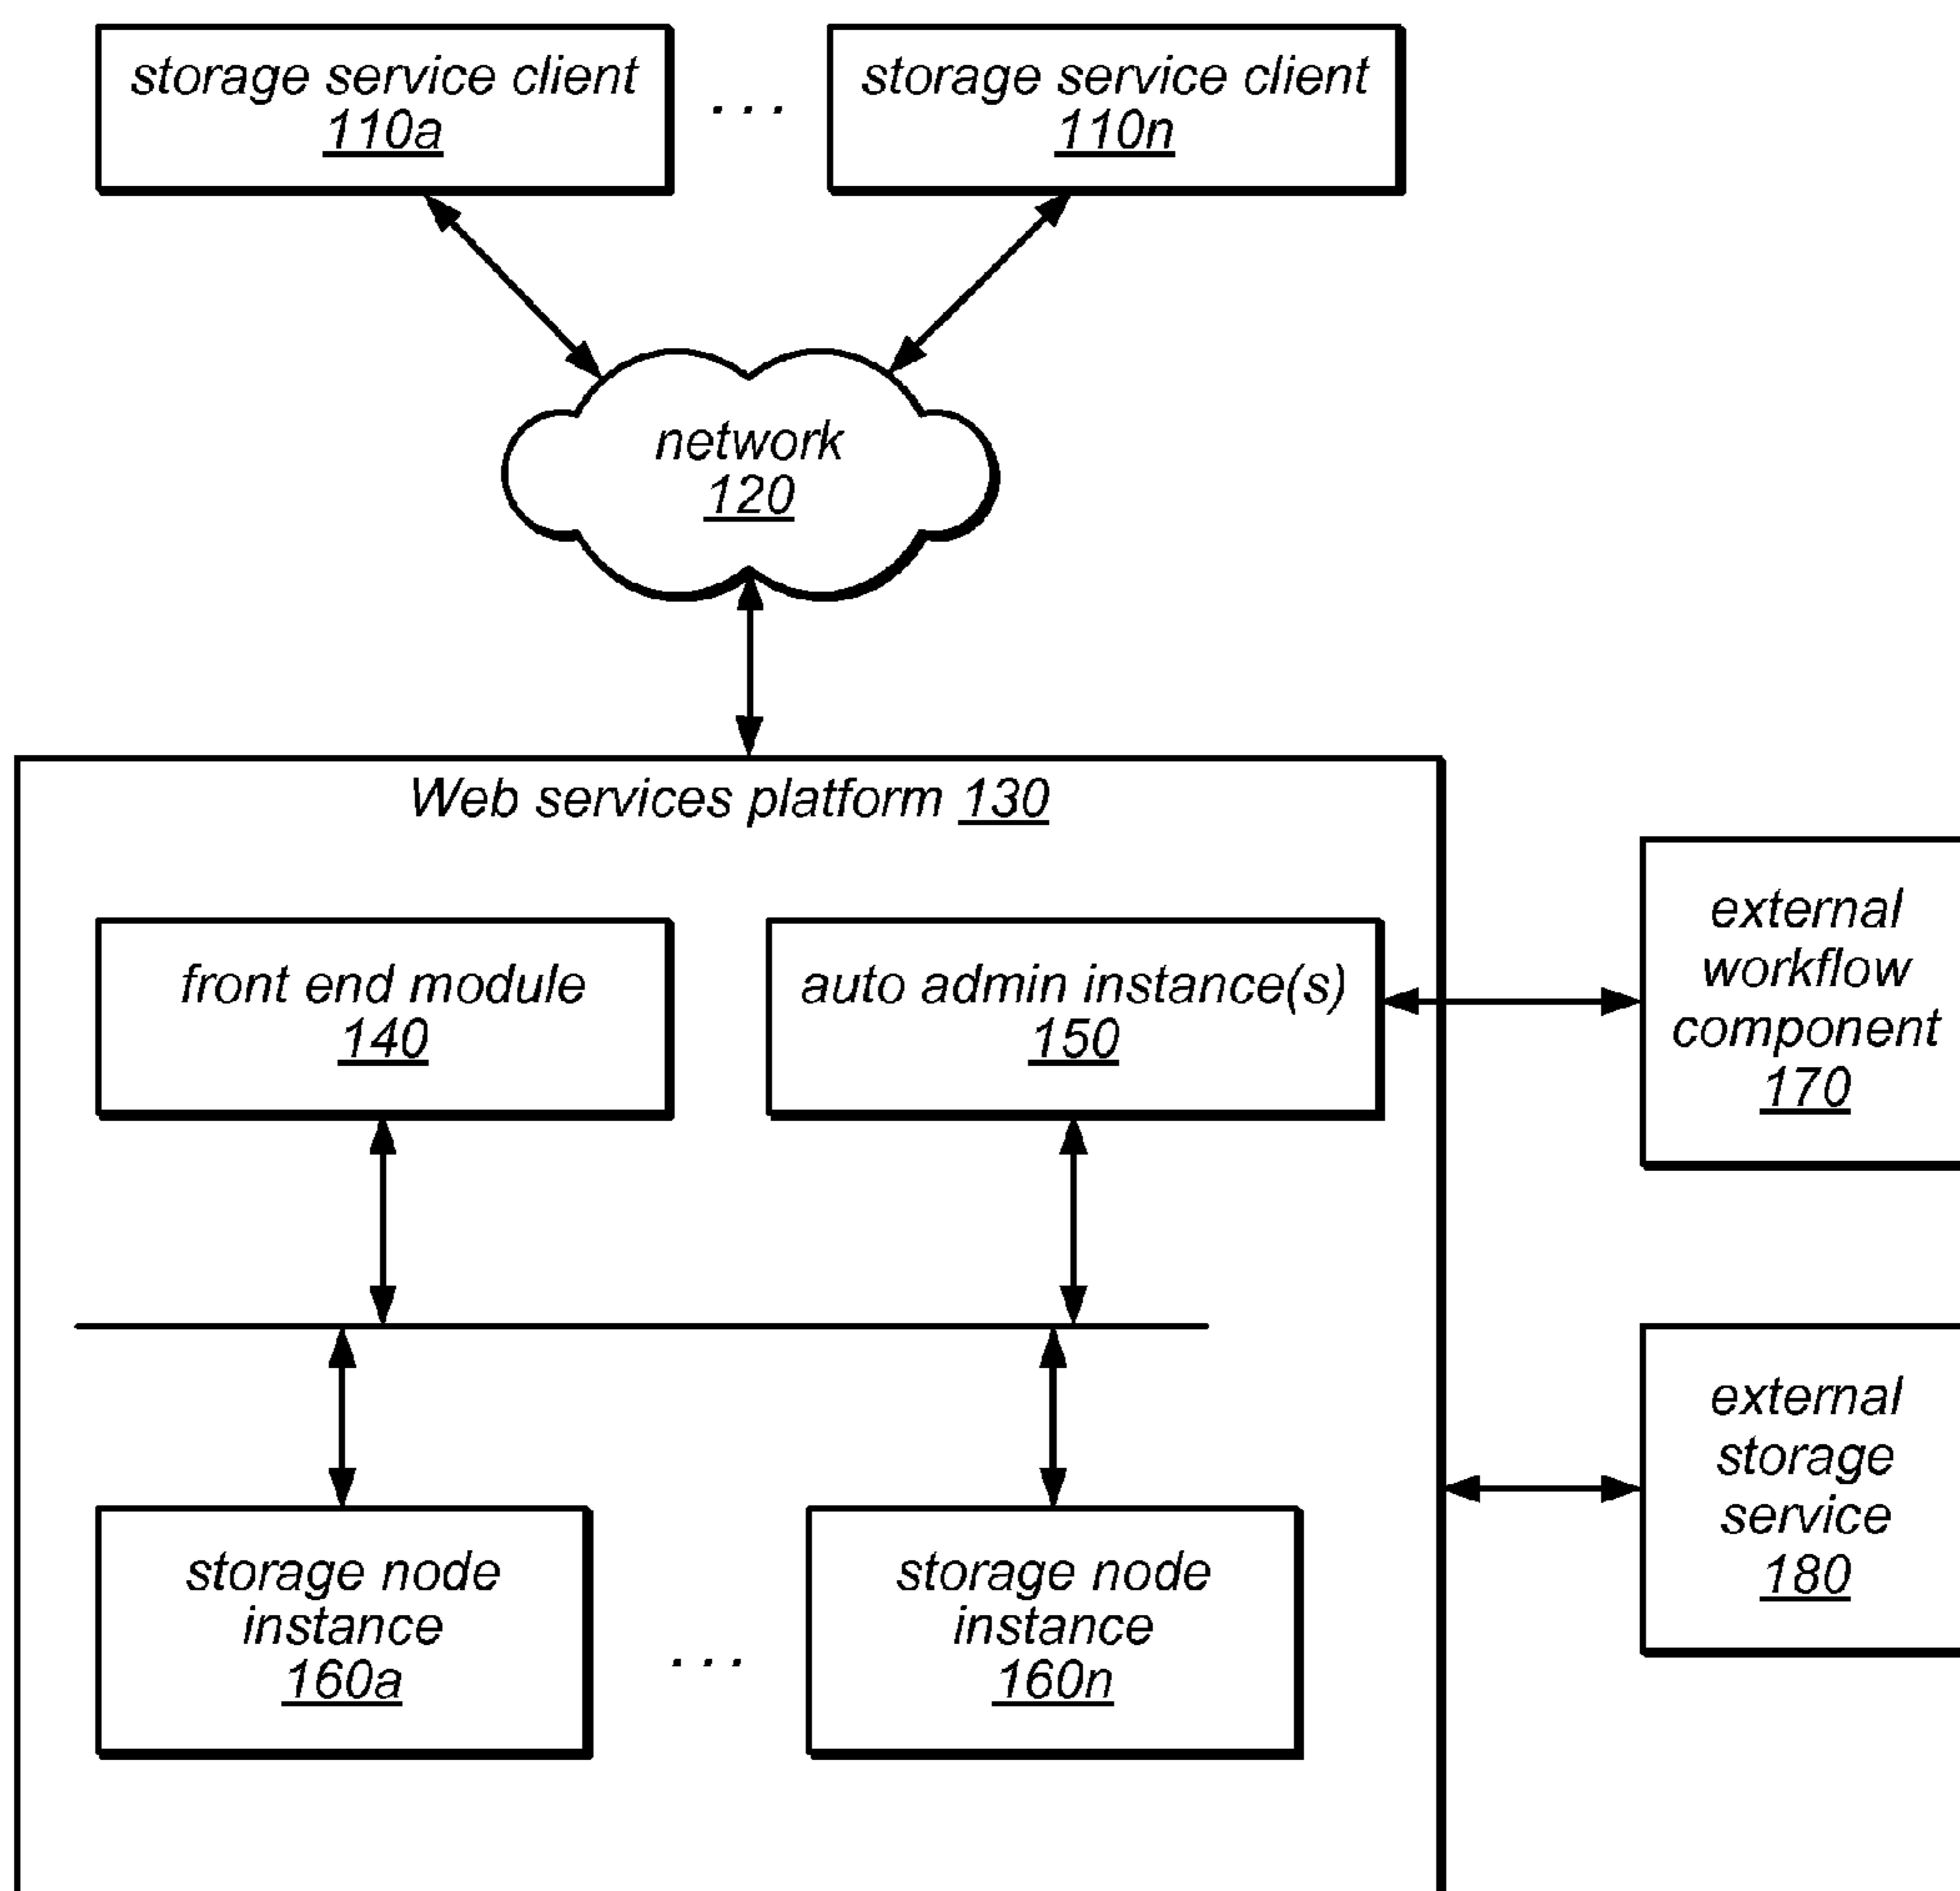 storage service client
110a
. . .
storage service client
110n
network
120
Web services platform 130
front end module
140
auto admin instance(s)
150
external
workflow
component
170
external
storage
service
180
storage node
instance
160a
. . .
storage node
instance
160n